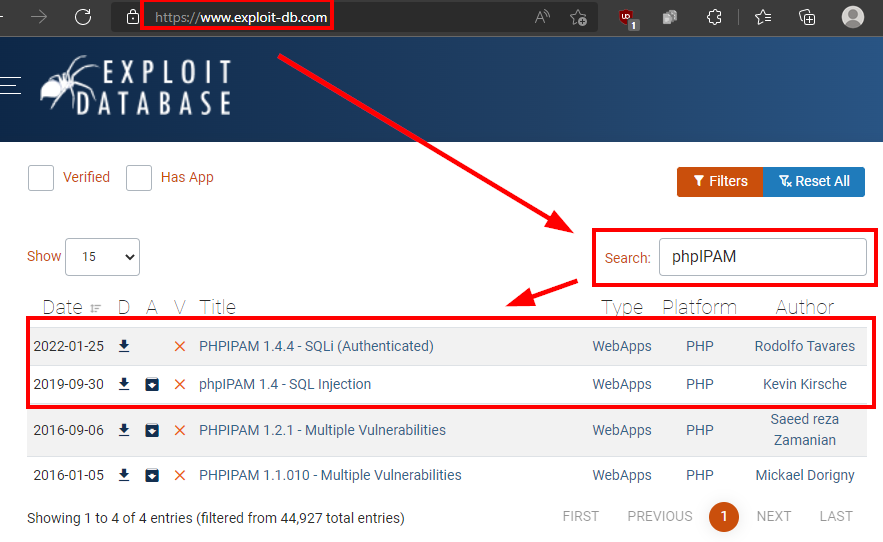 https://www.exploit-db.com
UD
1
EXPLOIT
DATABASE
Verified Has App
Filters Reset All
Show 15 Search: phpIPAM
Date D A V Title Type Platform Author
2022-01-25 PHPIPAM 1.4.4 - SQLi (Authenticated) WebApps PHP Rodolfo Tavares
2019-09-30 phpIPAM 1.4 - SQL Injection WebApps PHP Kevin Kirsche
2016-09-06 PHPIPAM 1.2.1 - Multiple Vulnerabilities WebApps PHP Saeed reza
Zamanian
2016-01-05 PHPIPAM 1.1.010 - Multiple Vulnerabilities WebApps PHP Mickael Dorigny
Showing 1 to 4 of 4 entries (filtered from 44,927 total entries) FIRST PREVIOUS 1 NEXT LAST